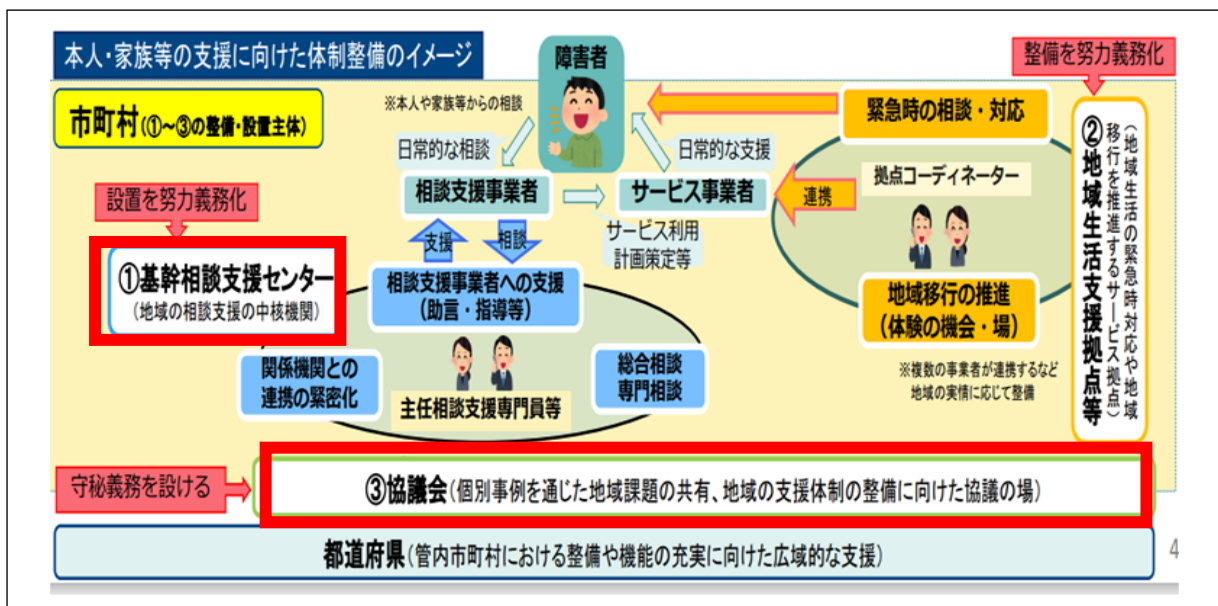 本人・家族等の支援に向けた体制整備のイメージ
障害者
整備を努力義務化
市町村(①～③の整備・設置主体)
※本人や家族等からの相談
緊急時の相談・対応
日常的な相談
日常的な支援
相談支援事業者
サービス事業者
連携
拠点コーディネーター
②地域生活支援拠点等
(地域生活の緊急時対応や地域
移行を推進するサービス拠点)
設置を努力義務化
支援
相談
サービス利用
計画策定等
①基幹相談支援センター
(地域の相談支援の中核機関)
相談支援事業者への支援
(助言・指導等)
地域移行の推進
(体験の機会・場)
関係機関との
連携の緊密化
主任相談支援専門員等
総合相談
専門相談
※複数の事業者が連携するなど
地域の実情に応じて整備
守秘義務を設ける
③協議会(個別事例を通じた地域課題の共有、地域の支援体制の整備に向けた協議の場)
都道府県(管内市町村における整備や機能の充実に向けた広域的な支援)
4